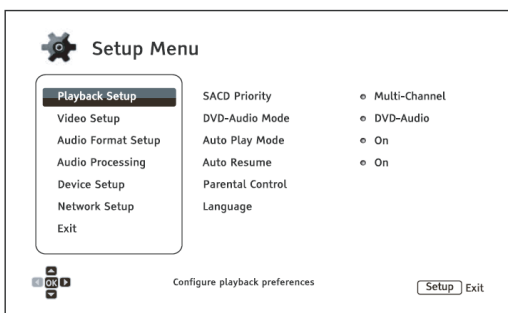 Setup Menu
Playback Setup
Video Setup
Audio Format Setup
Audio Processing
Device Setup
Network Setup
Exit
SACD Priority
Multi-Channel
DVD-Audio Mode
DVD-Audio
Auto Play Mode
On
Auto Resume
On
Parental Control
Language
OK
Configure playback preferences
Setup Exit